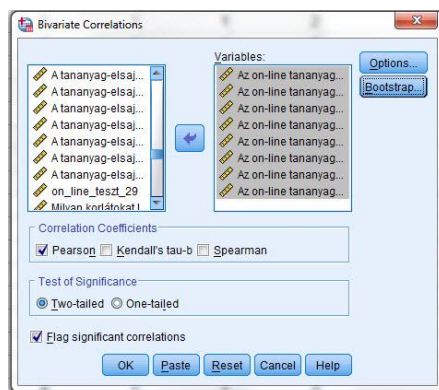 Bivariate Correlations
Variables:
A tananyag-elsaj...
A tananyag-elsaj...
A tananyag-elsaj...
A tananyag-elsaj...
A tananyag-elsaj...
A tananyag-elsaj...
A tananyag-elsaj...
on_line_teszt_29
Milyan korlátokat l
Az on-line tananyag...
Az on-line tananyag...
Az on-line tananyag...
Az on-line tananyag...
Az on-line tananyag...
Az on-line tananyag...
Az on-line tananyag...
Az on-line tananyag...
Options...
Bootstrap...
Correlation Coefficients
Pearson Kendall's tau-b Spearman
Test of Significance
Two-tailed One-tailed
Flag significant correlations
OK Paste Reset Cancel Help